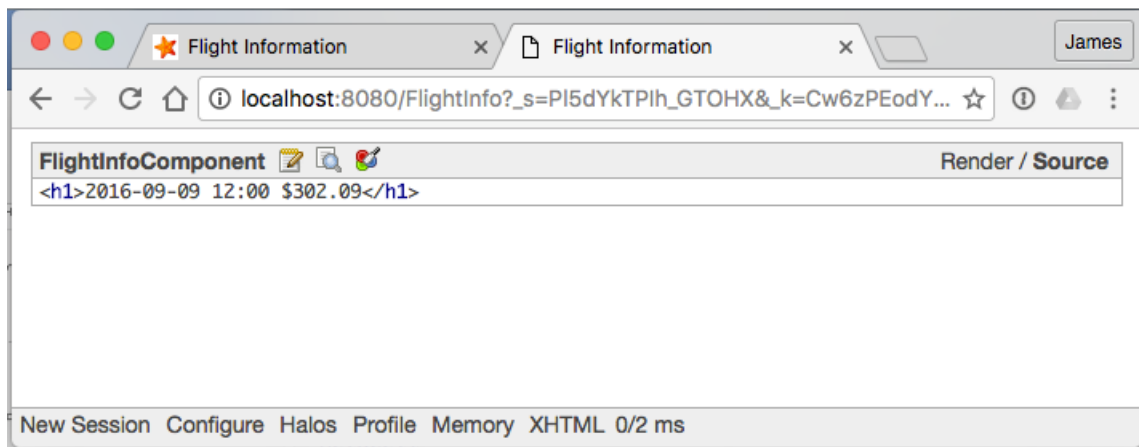 Flight Information
Flight Information
James
localhost:8080/FlightInfo?_s=PI5dYkTPIh_GTOHX&_k=Cw6zPEodY...
FlightInfoComponent Render / Source
<h1>2016-09-09 12:00 $302.09</h1>
New Session Configure Halos Profile Memory XHTML 0/2 ms